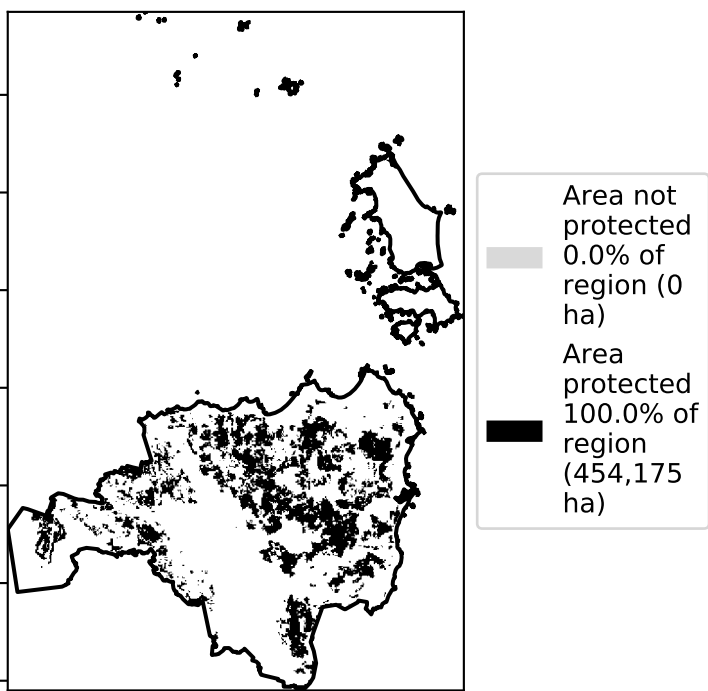 Area not
protected
0.0% of
region (0
ha)
Area
protected
100.0% of
region
(454,175
ha)